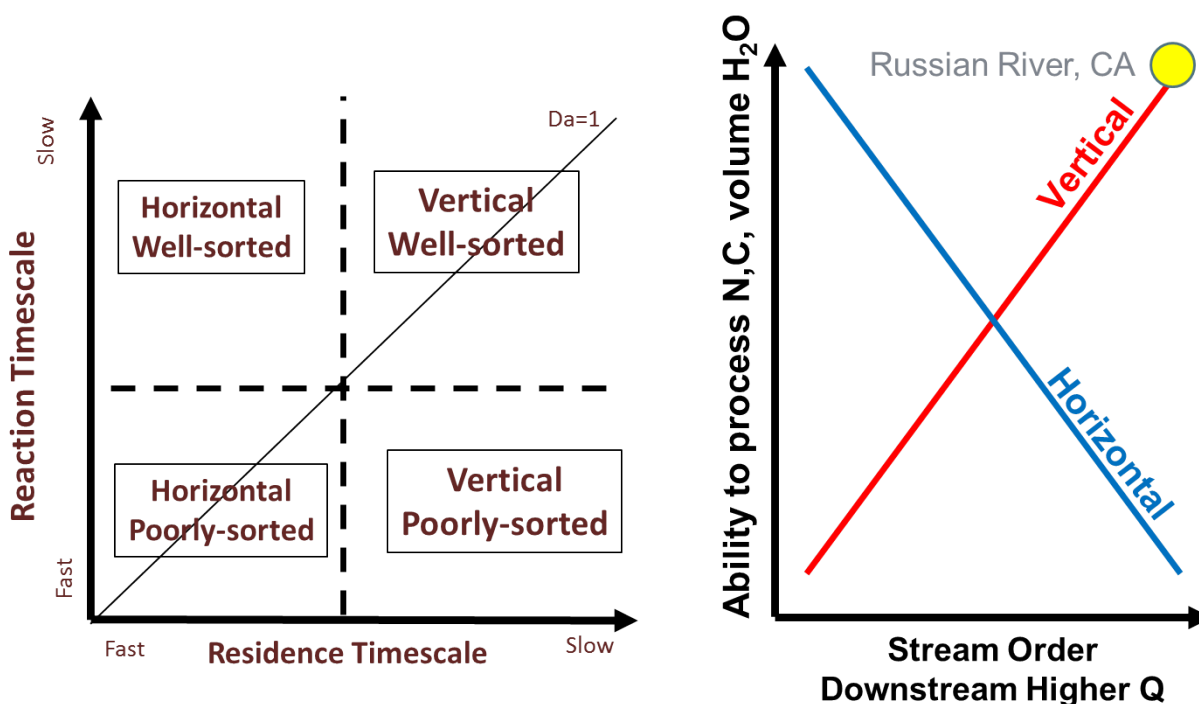 Slow
Reaction Timescale
Fast
Da=1
Horizontal
Well-sorted
Vertical
Well-sorted
Horizontal
Poorly-sorted
Vertical
Poorly-sorted
Fast
Residence Timescale
Slow
Ability to process N,C, volume H₂O
Russian River, CA
Vertical
Horizontal
Stream Order
Downstream Higher Q